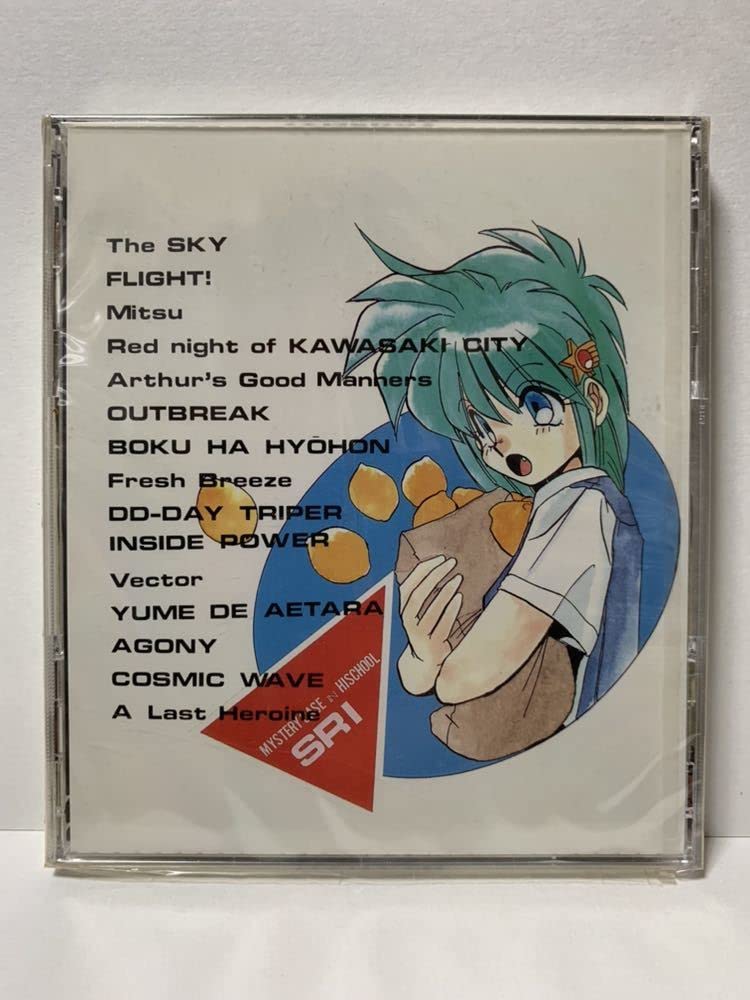 The SKY
FLIGHT!
Mitsu
Red night of KAWASAKI CITY
Arthur's Good Manners
OUTBREAK
BOKU HA HYŌHON
Fresh Breeze
DD-DAY TRIPER
INSIDE POWER
Vector
YUME DE AETARA
AGONY
COSMIC WAVE
A Last Heroine
MYSTERY CASE IN HISCHOOL
SRI